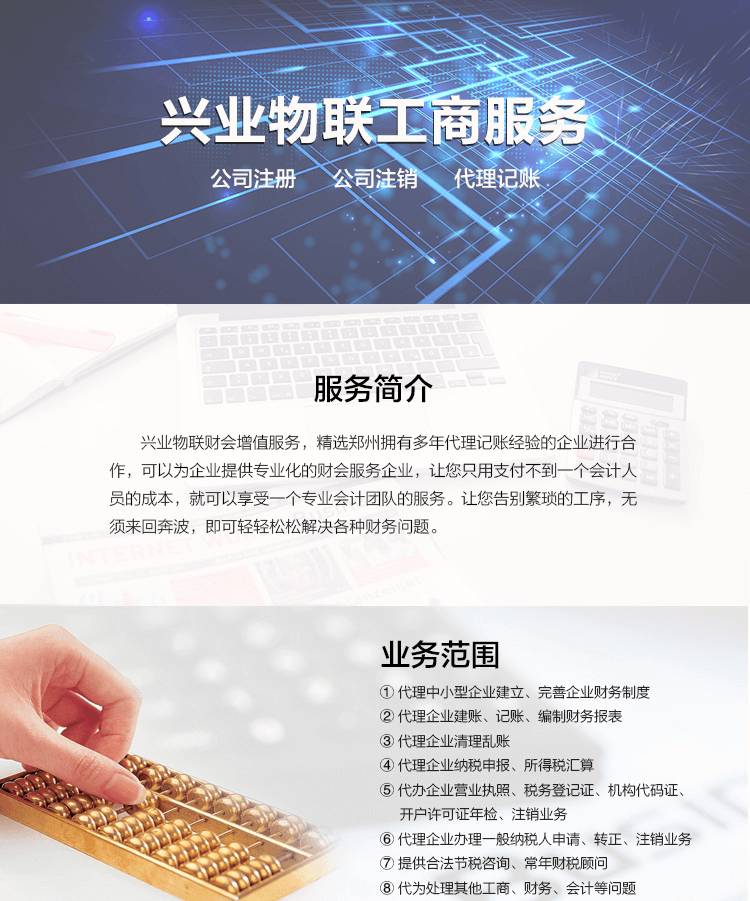 兴业物联工商服务
公司注册 公司注销 代理记账
服务简介
兴业物联财会增值服务，精选郑州拥有多年代理记账经验的企业进行合
作，可以为企业提供专业化的财会服务企业，让您只用支付不到一个会计人
员的成本，就可以享受一个专业会计团队的服务。让您告别繁琐的工序，无
须来回奔波，即可轻轻松松解决各种财务问题。
INTERNET W
业务范围
① 代理中小型企业建立、完善企业财务制度
② 代理企业建账、记账、编制财务报表
③ 代理企业清理乱账
④ 代理企业纳税申报、所得税汇算
⑤ 代办企业营业执照、税务登记证、机构代码证、
开户许可证年检、注销业务
⑥ 代理企业办理一般纳税人申请、转正、注销业务
⑦ 提供合法节税咨询、常年财税顾问
⑧ 代为处理其他工商、财务、会计等问题